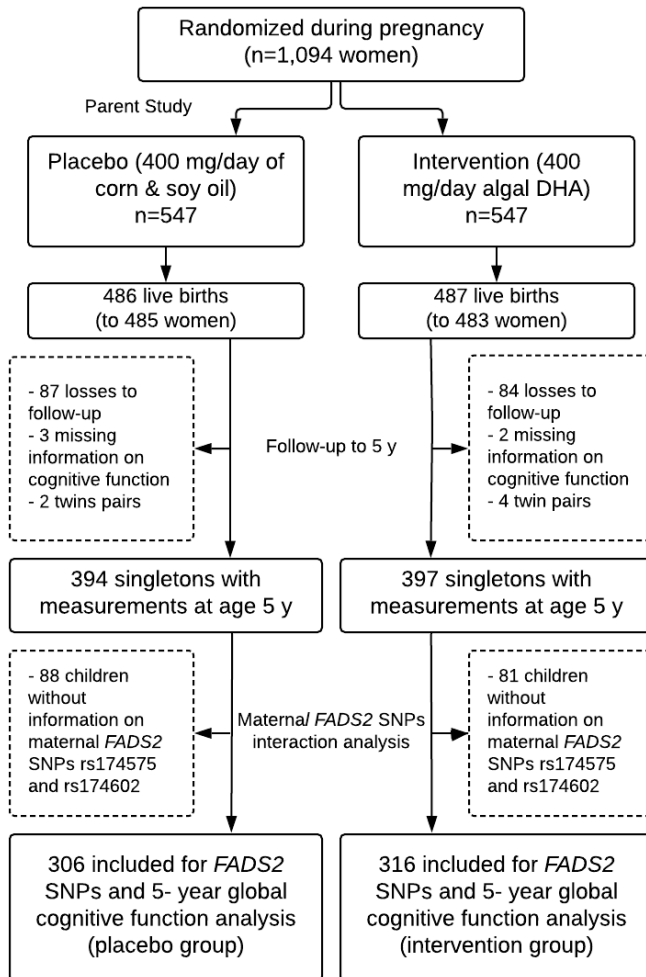 Randomized during pregnancy
(n=1,094 women)
Parent Study
Placebo (400 mg/day of
corn & soy oil)
n=547
Intervention (400
mg/day algal DHA)
n=547
486 live births
(to 485 women)
487 live births
(to 483 women)
- 87 losses to
follow-up
- 3 missing
information on
cognitive function
- 2 twins pairs
Follow-up to 5 y
- 84 losses to
follow-up
- 2 missing
information on
cognitive function
- 4 twin pairs
394 singletons with
measurements at age 5 y
397 singletons with
measurements at age 5 y
- 88 children
without
information on
maternal FADS2
SNPs rs174575
and rs174602
Maternal FADS2 SNPs
interaction analysis
- 81 children
without
information on
maternal FADS2
SNPs rs174575
and rs174602
306 included for FADS2
SNPs and 5- year global
cognitive function analysis
(placebo group)
316 included for FADS2
SNPs and 5- year global
cognitive function analysis
(intervention group)